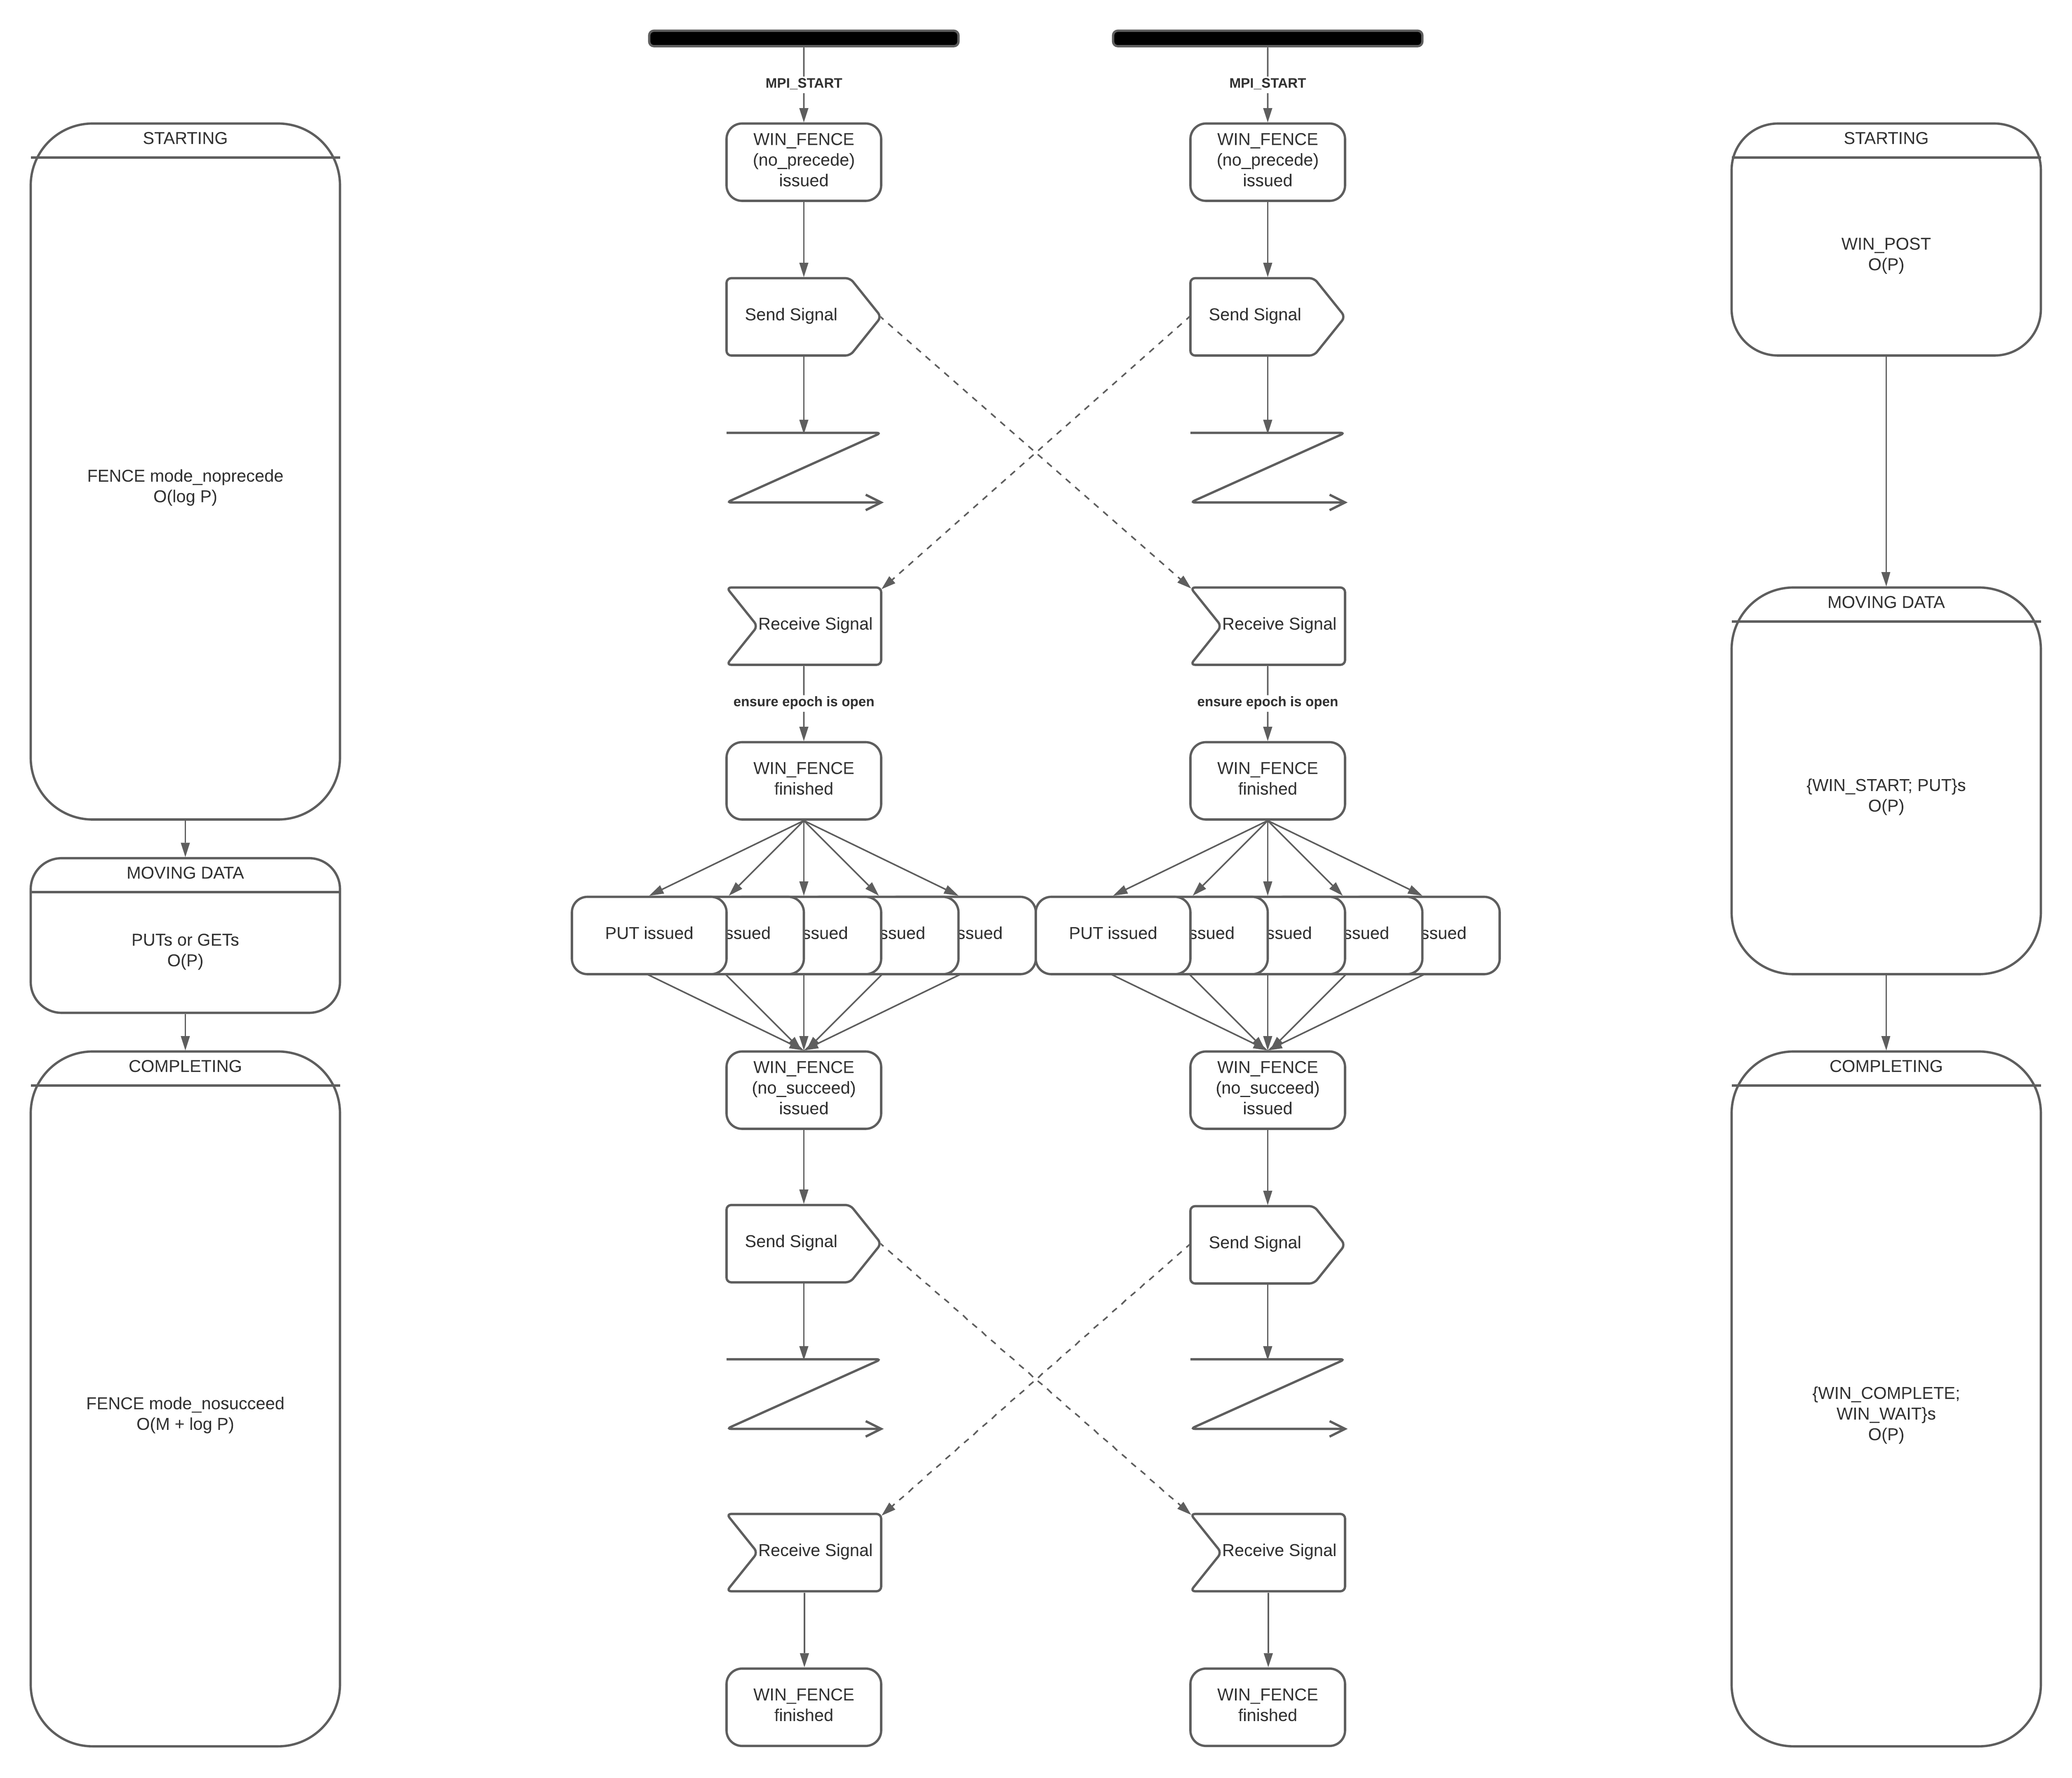 MPI_START
MPI_START
STARTING
WIN_FENCE
(no_precede)
issued
WIN_FENCE
(no_precede)
issued
STARTING
WIN_POST
O(P)
Send Signal
Send Signal
FENCE mode_noprecede
O(log P)
Receive Signal
Receive Signal
MOVING DATA
ensure epoch is open
ensure epoch is open
WIN_FENCE
finished
WIN_FENCE
finished
{WIN_START; PUT}s
O(P)
MOVING DATA
PUTs or GETs
O(P)
PUT issued
ssued
ssued
ssued
ssued
PUT issued
ssued
ssued
ssued
ssued
COMPLETING
WIN_FENCE
(no_succeed)
issued
WIN_FENCE
(no_succeed)
issued
COMPLETING
Send Signal
Send Signal
FENCE mode_nosucceed
O(M + log P)
{WIN_COMPLETE;
WIN_WAIT}s
O(P)
Receive Signal
Receive Signal
WIN_FENCE
finished
WIN_FENCE
finished